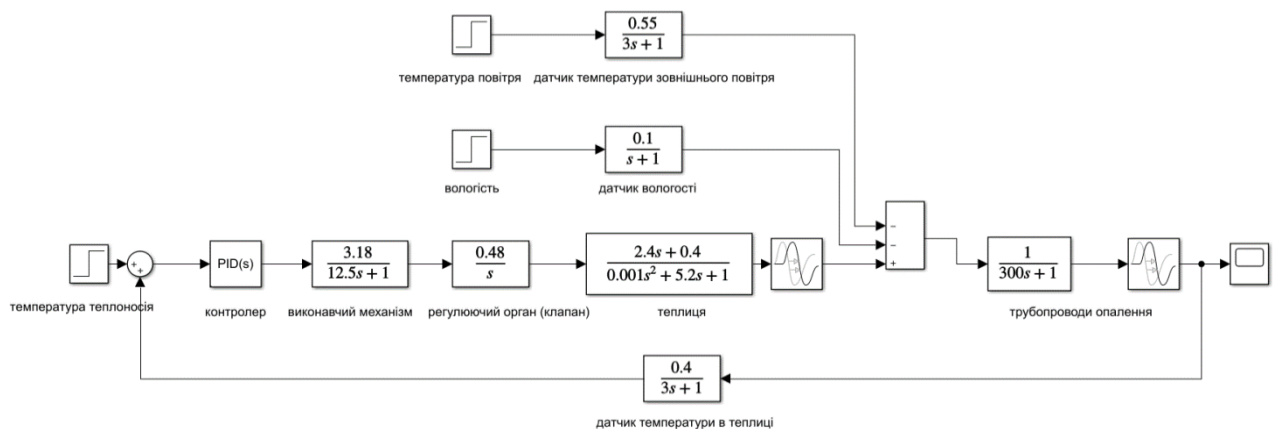 0.55
3s + 1
температура повітря
датчик температури зовнішнього повітря
0.1
s + 1
вологість
датчик вологості
−
−
+
+
+
PID(s)
3.18
12.5s + 1
0.48
s
2.4s + 0.4
0.001s² + 5.2s + 1
1
300s + 1
температура теплоносія
контролер
виконавчий механізм
регулюючий орган (клапан)
теплиця
трубопроводи опалення
0.4
3s + 1
датчик температури в теплиці